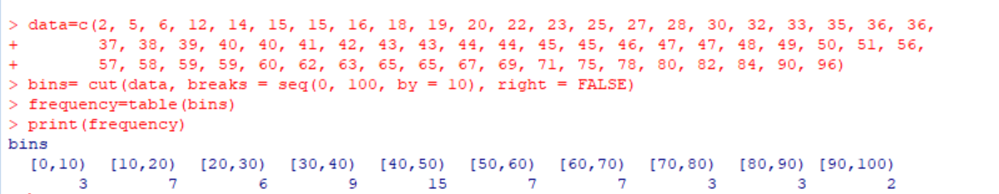 > data=c(2, 5, 6, 12, 14, 15, 15, 16, 18, 19, 20, 22, 23, 25, 27, 28, 30, 32, 33, 35, 36, 36,
+        37, 38, 39, 40, 40, 41, 42, 43, 43, 44, 44, 45, 45, 46, 47, 47, 48, 49, 50, 51, 56,
+        57, 58, 59, 59, 60, 62, 63, 65, 65, 67, 69, 71, 75, 78, 80, 82, 84, 90, 96)
> bins= cut(data, breaks = seq(0, 100, by = 10), right = FALSE)
> frequency=table(bins)
> print(frequency)
bins
  [0,10)  [10,20)  [20,30)  [30,40)  [40,50)  [50,60)  [60,70)  [70,80)  [80,90) [90,100)
       3        7        6        9       15        7        7        3        3        2